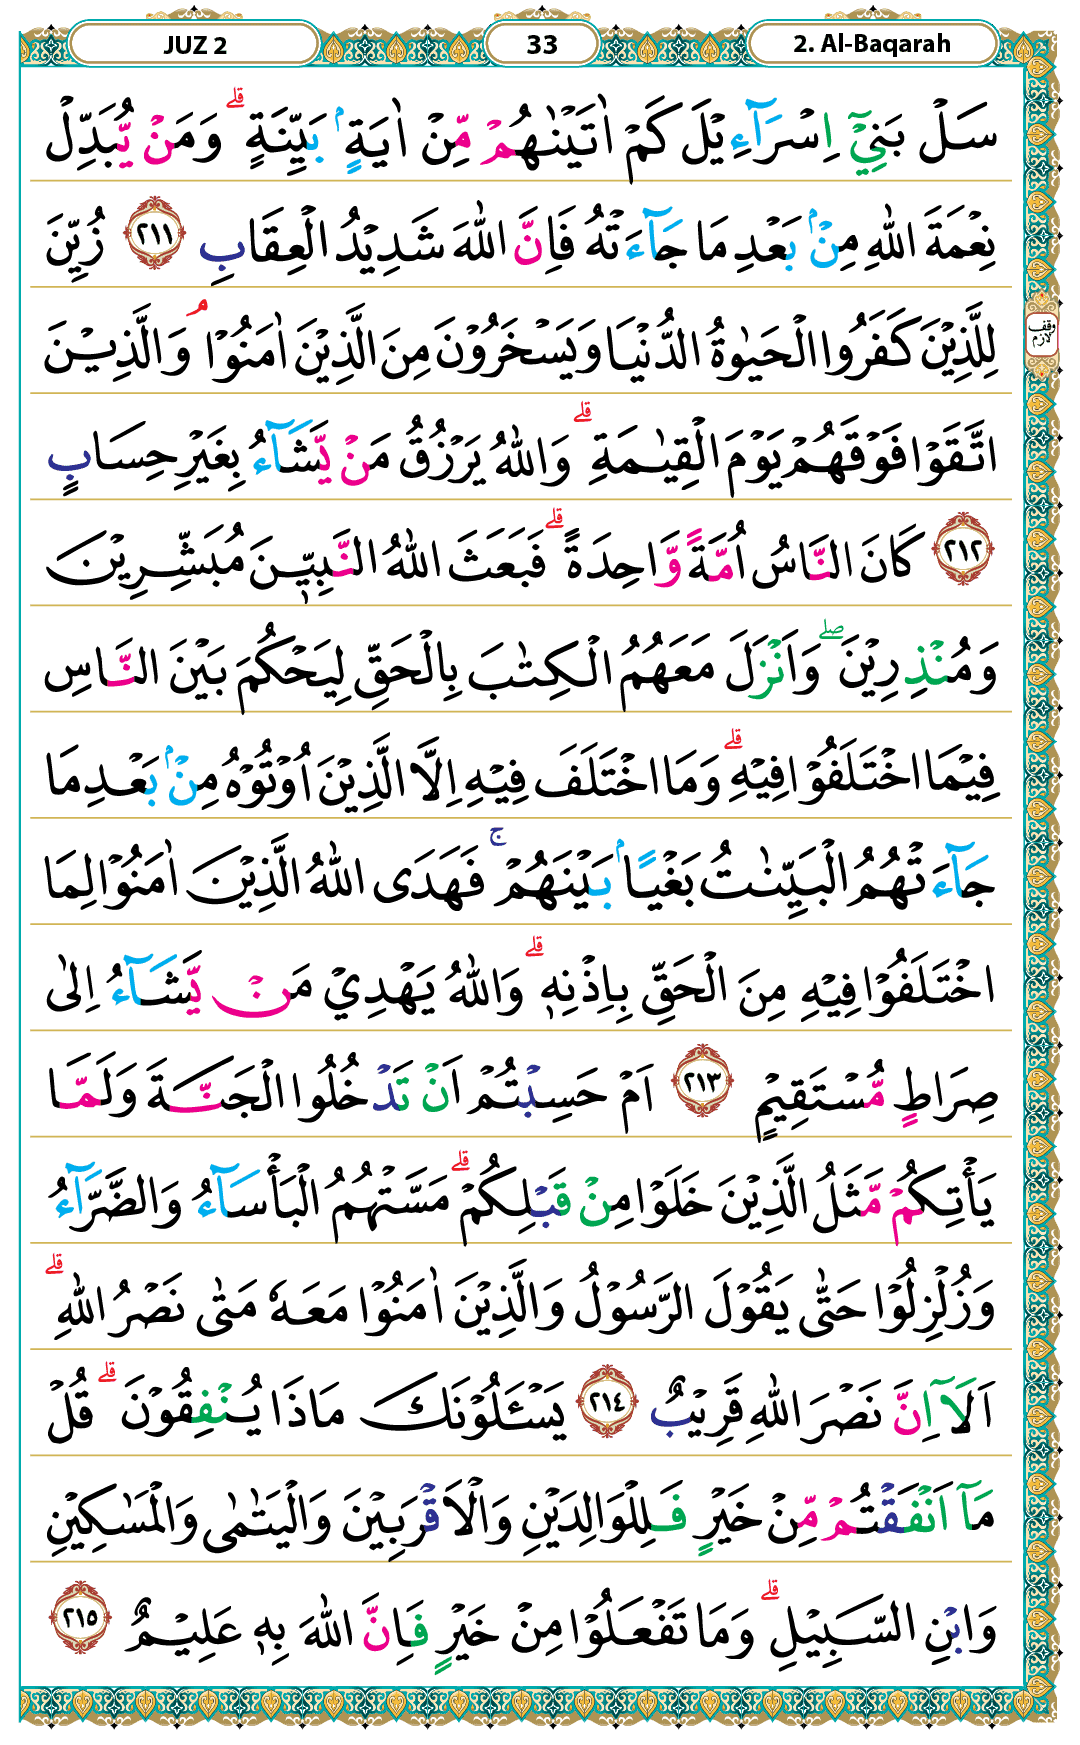 JUZ 2
33
2. Al-Baqarah
سَلْ بَنِيْٓ اِسْرَآءِيْلَ كَمْ اٰتَيْنٰهُمْ مِّنْ اٰيَةٍۢ بَيِّنَةٍ ۗ وَمَنْ يُّبَدِّلْ
نِعْمَةَ اللّٰهِ مِنْۢ بَعْدِ مَا جَآءَتْهُ فَاِنَّ اللّٰهَ شَدِيْدُ الْعِقَابِ ٢١١ زُيِّنَ
لِلَّذِيْنَ كَفَرُوا الْحَيٰوةُ الدُّنْيَا وَيَسْخَرُوْنَ مِنَ الَّذِيْنَ اٰمَنُوْا ۘ وَالَّذِيْنَ
وقف لازم
اتَّقَوْا فَوْقَهُمْ يَوْمَ الْقِيٰمَةِ ۗ وَاللّٰهُ يَرْزُقُ مَنْ يَّشَآءُ بِغَيْرِ حِسَابٍ
٢١٢ كَانَ النَّاسُ اُمَّةً وَّاحِدَةً ۗ فَبَعَثَ اللّٰهُ النَّبِيّٖنَ مُبَشِّرِيْنَ
وَمُنْذِرِيْنَ ۖ وَاَنْزَلَ مَعَهُمُ الْكِتٰبَ بِالْحَقِّ لِيَحْكُمَ بَيْنَ النَّاسِ
فِيْمَا اخْتَلَفُوْا فِيْهِ ۗ وَمَا اخْتَلَفَ فِيْهِ اِلَّا الَّذِيْنَ اُوْتُوْهُ مِنْۢ بَعْدِ مَا
جَآءَتْهُمُ الْبَيِّنٰتُ بَغْيًاۢ بَيْنَهُمْ ۚ فَهَدَى اللّٰهُ الَّذِيْنَ اٰمَنُوْا لِمَا
اخْتَلَفُوْا فِيْهِ مِنَ الْحَقِّ بِاِذْنِهٖ ۗ وَاللّٰهُ يَهْدِيْ مَنْ يَّشَآءُ اِلٰى
صِرَاطٍ مُّسْتَقِيْمٍ ٢١٣ اَمْ حَسِبْتُمْ اَنْ تَدْخُلُوا الْجَنَّةَ وَلَمَّا
يَأْتِكُمْ مَّثَلُ الَّذِيْنَ خَلَوْا مِنْ قَبْلِكُمْ ۗ مَسَّتْهُمُ الْبَأْسَآءُ وَالضَّرَّآءُ
وَزُلْزِلُوْا حَتّٰى يَقُوْلَ الرَّسُوْلُ وَالَّذِيْنَ اٰمَنُوْا مَعَهٗ مَتٰى نَصْرُ اللّٰهِ ۗ
اَلَآ اِنَّ نَصْرَ اللّٰهِ قَرِيْبٌ ٢١٤ يَسْـَٔلُوْنَكَ مَاذَا يُنْفِقُوْنَ ۗ قُلْ
مَآ اَنْفَقْتُمْ مِّنْ خَيْرٍ فَلِلْوَالِدَيْنِ وَالْاَقْرَبِيْنَ وَالْيَتٰمٰى وَالْمَسٰكِيْنِ
وَابْنِ السَّبِيْلِ ۗ وَمَا تَفْعَلُوْا مِنْ خَيْرٍ فَاِنَّ اللّٰهَ بِهٖ عَلِيْمٌ ٢١٥